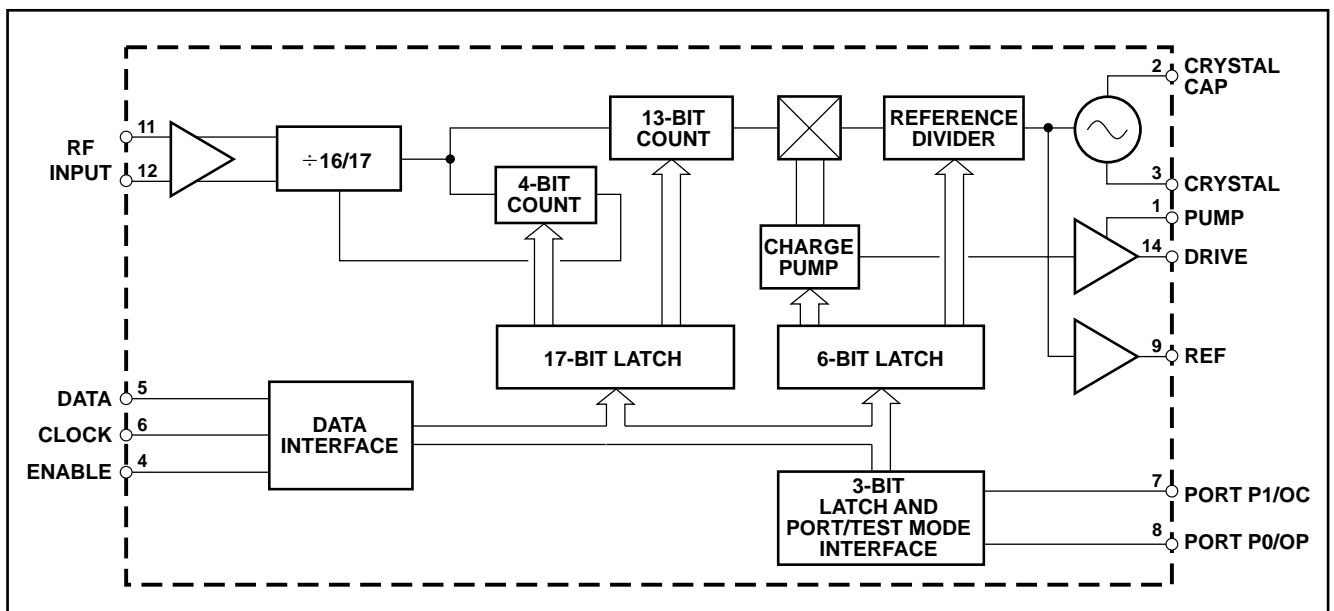 2
CRYSTAL
CAP
11
RF
INPUT
12
÷16/17
13-BIT
COUNT
4-BIT
COUNT
REFERENCE
DIVIDER
3
CRYSTAL
1
PUMP
CHARGE
PUMP
14
DRIVE
17-BIT LATCH
6-BIT LATCH
9
REF
5
DATA
6
CLOCK
4
ENABLE
DATA
INTERFACE
3-BIT
LATCH AND
PORT/TEST MODE
INTERFACE
7
PORT P1/OC
8
PORT P0/OP